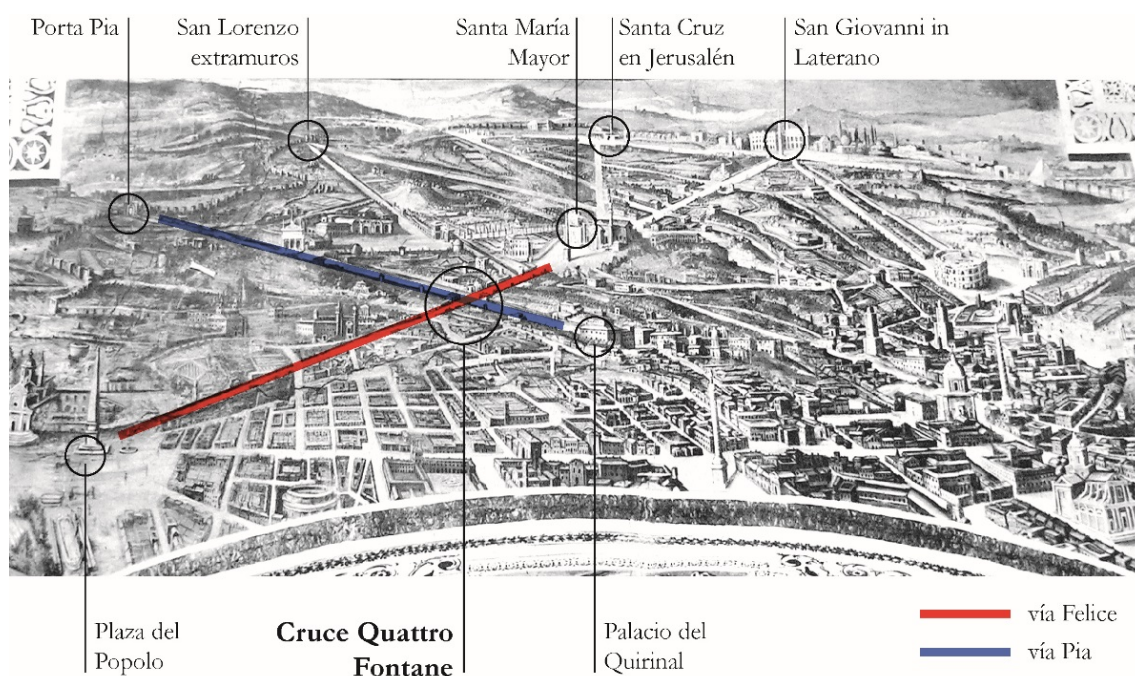 Porta Pia
San Lorenzo
extramuros
Santa María
Mayor
Santa Cruz
en Jerusalén
San Giovanni in
Laterano
Plaza del
Popolo
Cruce Quattro
Fontane
Palacio del
Quirinal
vía Felice
vía Pia